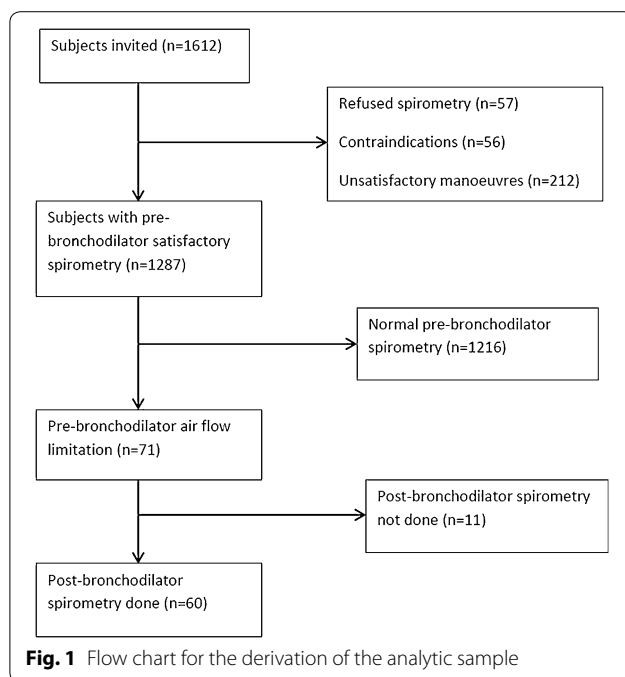 Subjects invited (n=1612)
Refused spirometry (n=57)
Contraindications (n=56)
Unsatisfactory manoeuvres (n=212)
Subjects with pre-
bronchodilator satisfactory
spirometry (n=1287)
Normal pre-bronchodilator
spirometry (n=1216)
Pre-bronchodilator air flow
limitation (n=71)
Post-bronchodilator spirometry
not done (n=11)
Post-bronchodilator
spirometry done (n=60)
Fig. 1 Flow chart for the derivation of the analytic sample